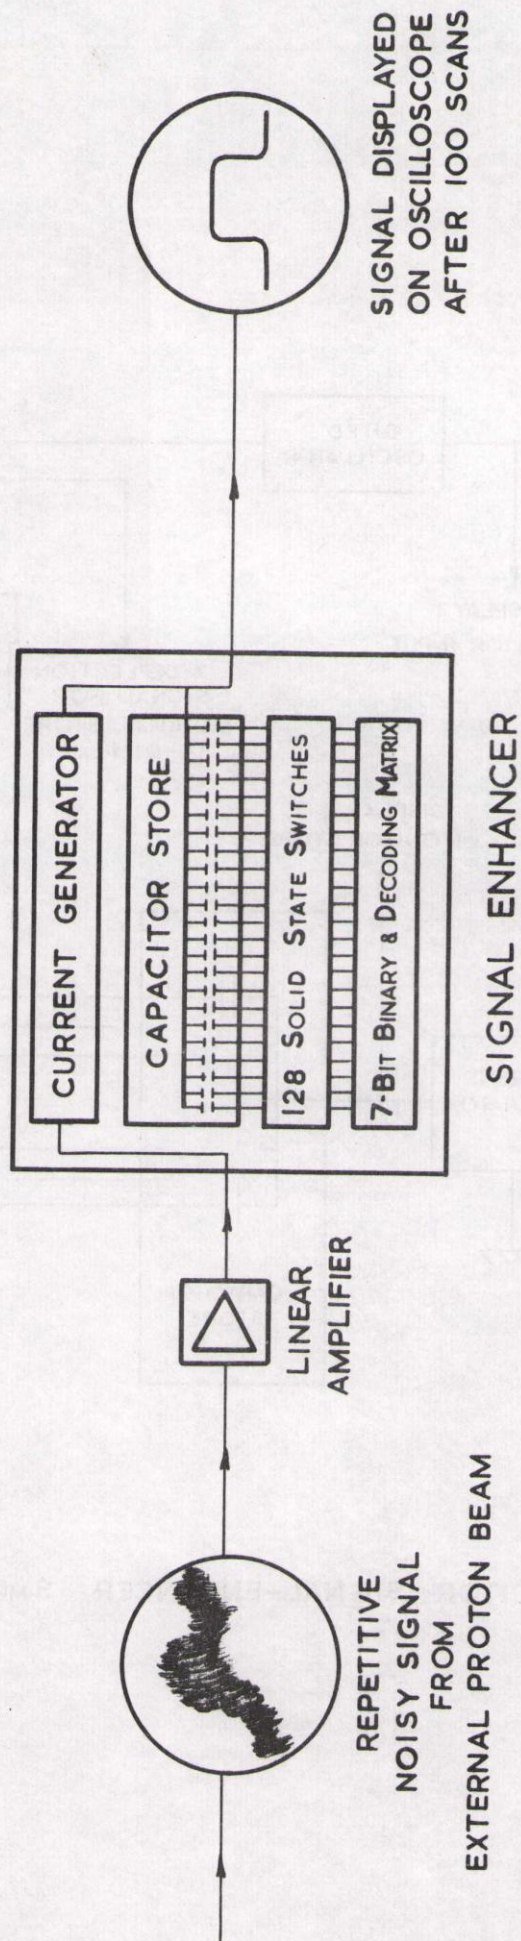 REPETITIVE
NOISY SIGNAL
FROM
EXTERNAL PROTON BEAM
LINEAR
AMPLIFIER
CURRENT GENERATOR
CAPACITOR STORE
128 SOLID STATE SWITCHES
7 BIT BINARY & DECODING MATRIX
SIGNAL ENHANCER
SIGNAL DISPLAYED
ON OSCILLOSCOPE
AFTER 100 SCANS